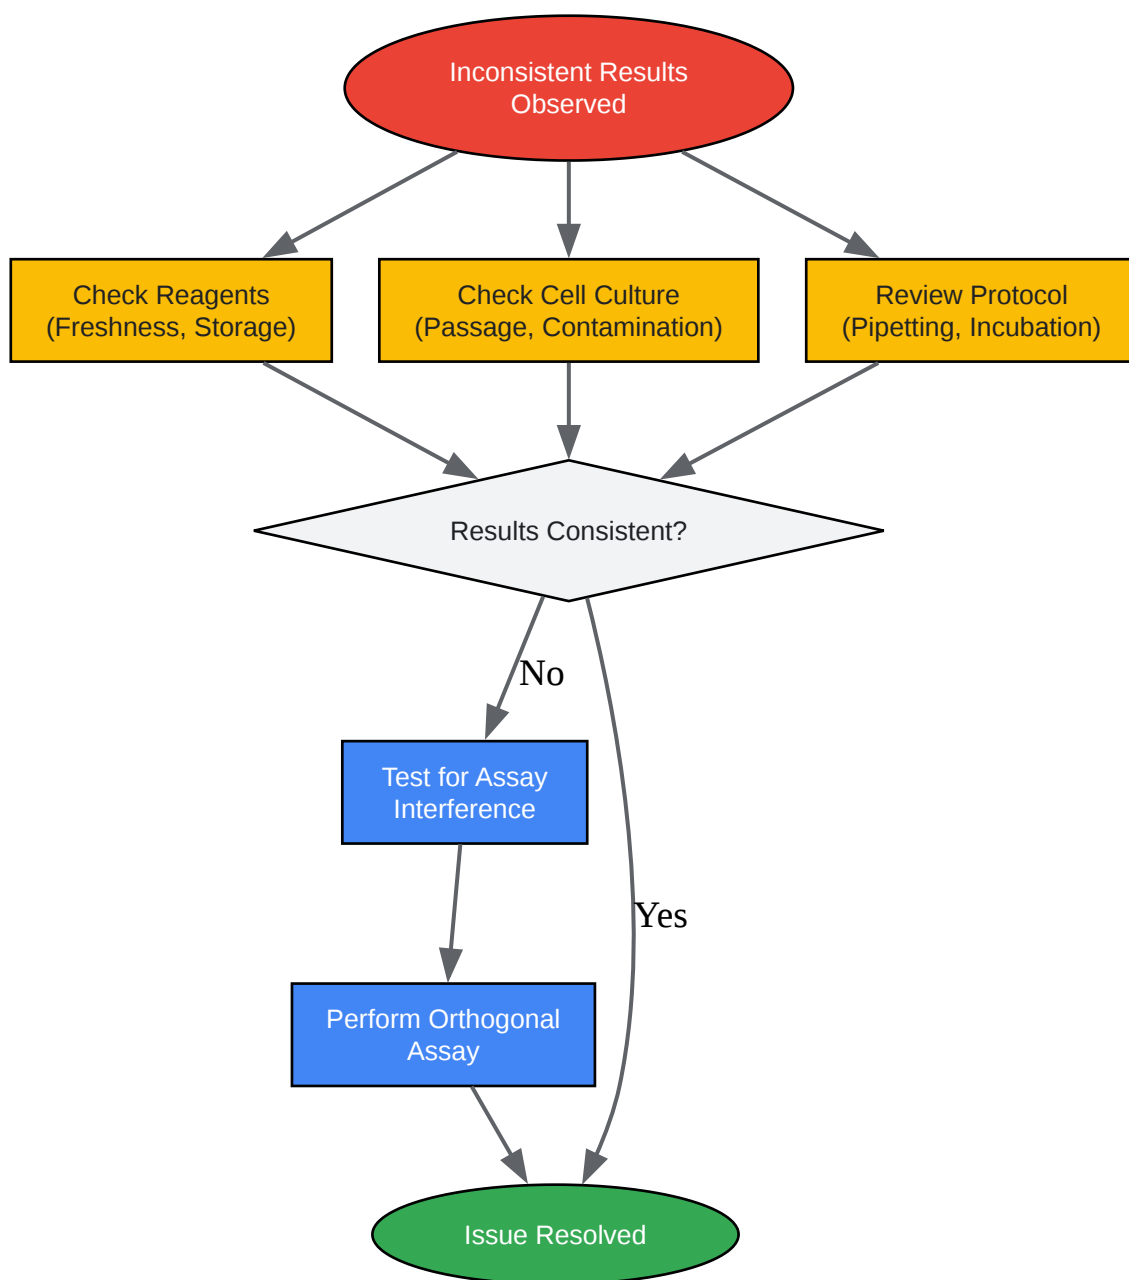 Inconsistent Results
Observed
Check Reagents
(Freshness, Storage)
Check Cell Culture
(Passage, Contamination)
Review Protocol
(Pipetting, Incubation)
Results Consistent?
No
Test for Assay
Interference
Yes
Perform Orthogonal
Assay
Issue Resolved